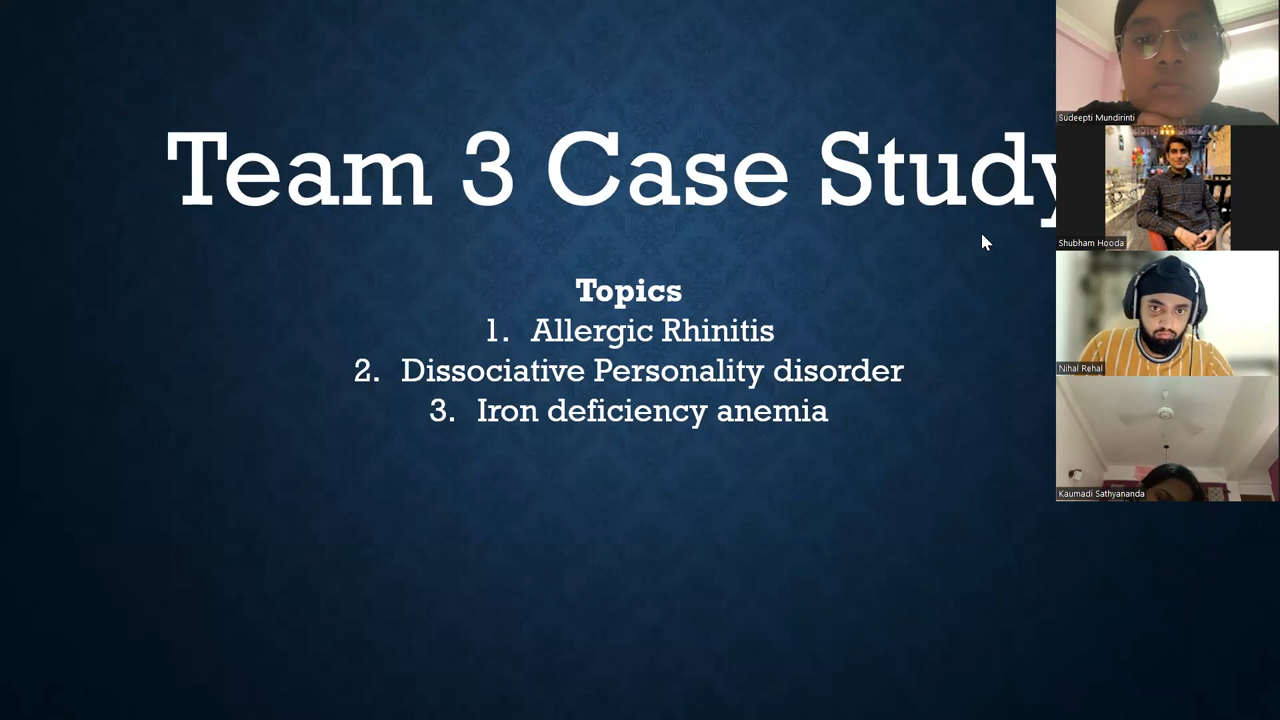 Team 3 Case Study
Topics
1. Allergic Rhinitis
2. Dissociative Personality disorder
3. Iron deficiency anemia
Sudeepti Mundirinti
Shubham Hooda
Nihal Rehal
Kaumadi Sathyananda